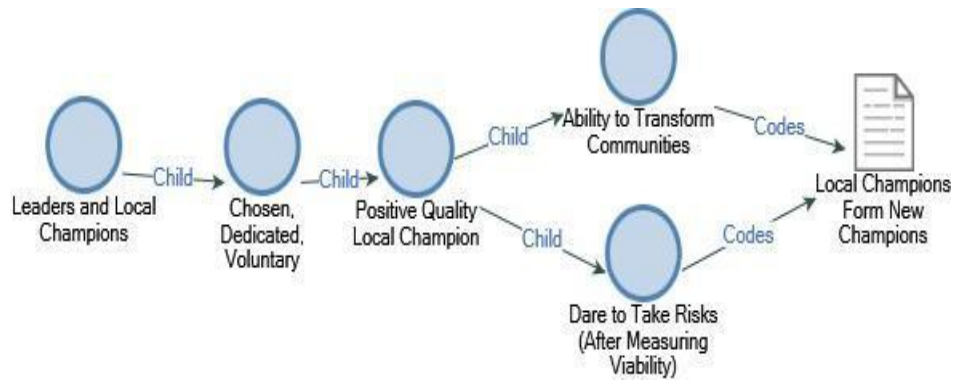 Leaders and Local
Champions
Child
Chosen,
Dedicated,
Voluntary
Child
Positive Quality
Local Champion
Child
Ability to Transform
Communities
Codes
Child
Dare to Take Risks
(After Measuring
Viability)
Codes
Local Champions
Form New
Champions